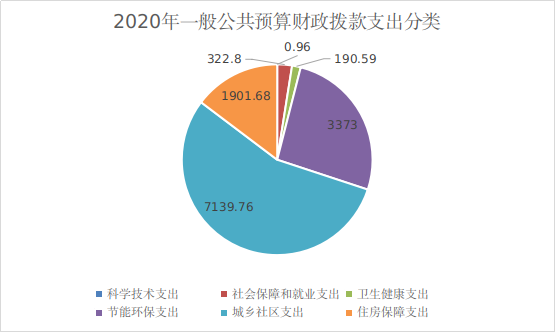 2020年一般公共预算财政拨款支出分类
0.96
322.8
190.59
1901.68
3373
7139.76
科学技术支出
社会保障和就业支出
卫生健康支出
节能环保支出
城乡社区支出
住房保障支出